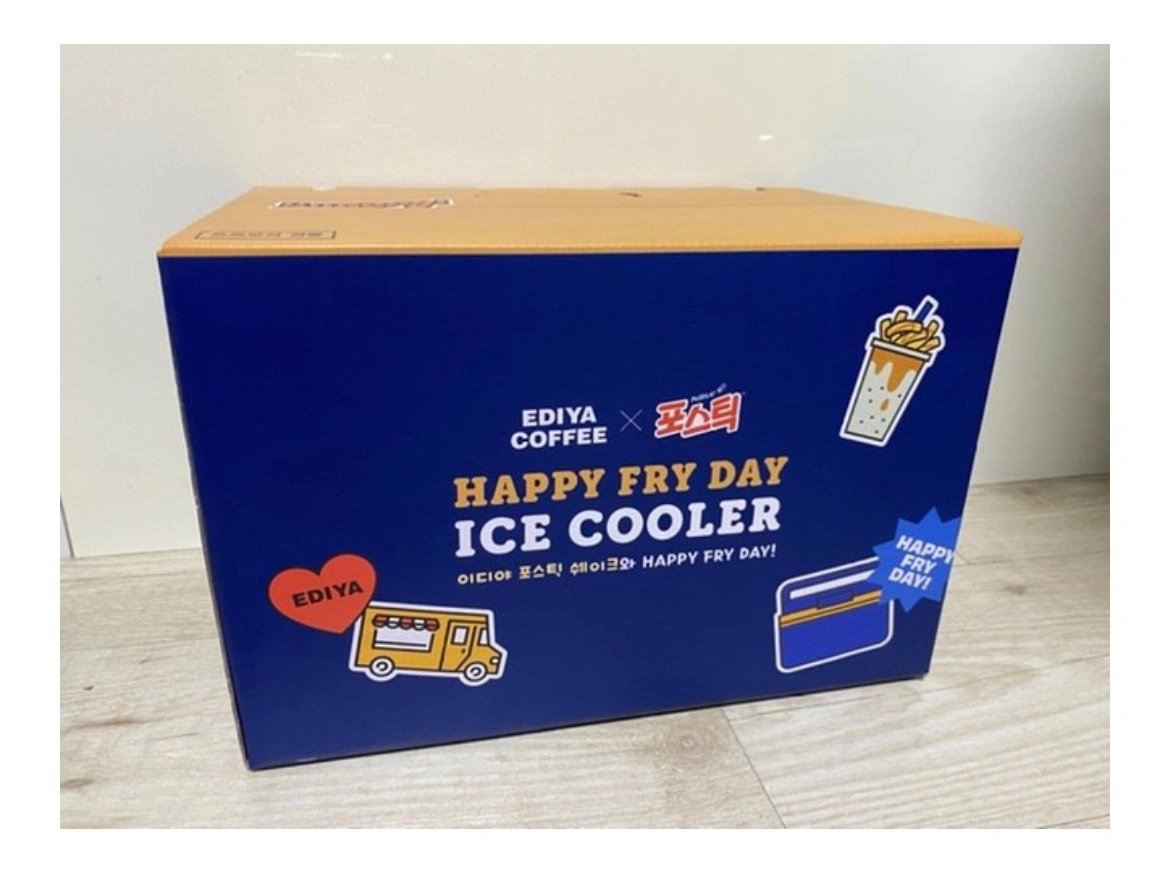 EDIYA
COFFEE
×
포스틱
HAPPY FRY DAY
ICE COOLER
이디야 포스틱 쉐이크와 HAPPY FRY DAY!
EDIYA
HAPPY
FRY
DAY!